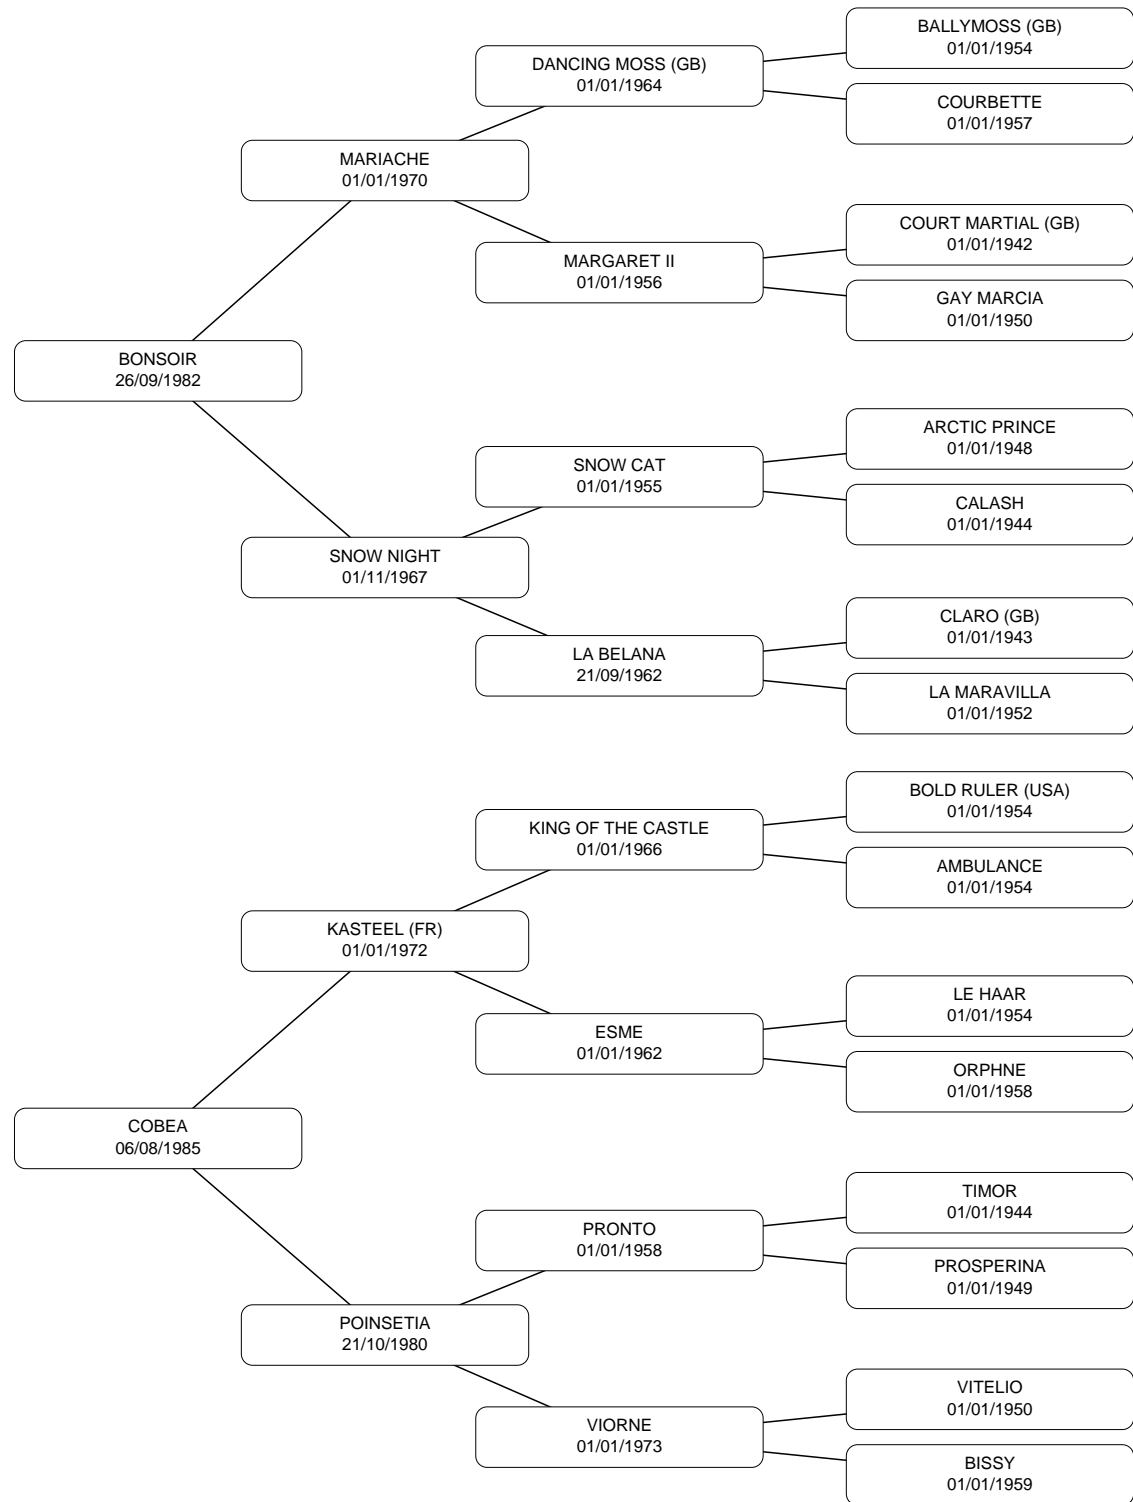 BALLYMOSS (GB)
01/01/1954
DANCING MOSS (GB)
01/01/1964
COURBETTE
01/01/1957
MARIACHE
01/01/1970
COURT MARTIAL (GB)
01/01/1942
MARGARET II
01/01/1956
GAY MARCIA
01/01/1950
BONSOIR
26/09/1982
ARCTIC PRINCE
01/01/1948
SNOW CAT
01/01/1955
CALASH
01/01/1944
SNOW NIGHT
01/11/1967
CLARO (GB)
01/01/1943
LA BELANA
21/09/1962
LA MARAVILLA
01/01/1952
BOLD RULER (USA)
01/01/1954
KING OF THE CASTLE
01/01/1966
AMBULANCE
01/01/1954
KASTEEL (FR)
01/01/1972
LE HAAR
01/01/1954
ESME
01/01/1962
ORPHNE
01/01/1958
COBEA
06/08/1985
TIMOR
01/01/1944
PRONTO
01/01/1958
PROSPERINA
01/01/1949
POINSETIA
21/10/1980
VITELIO
01/01/1950
VIORNE
01/01/1973
BISSY
01/01/1959